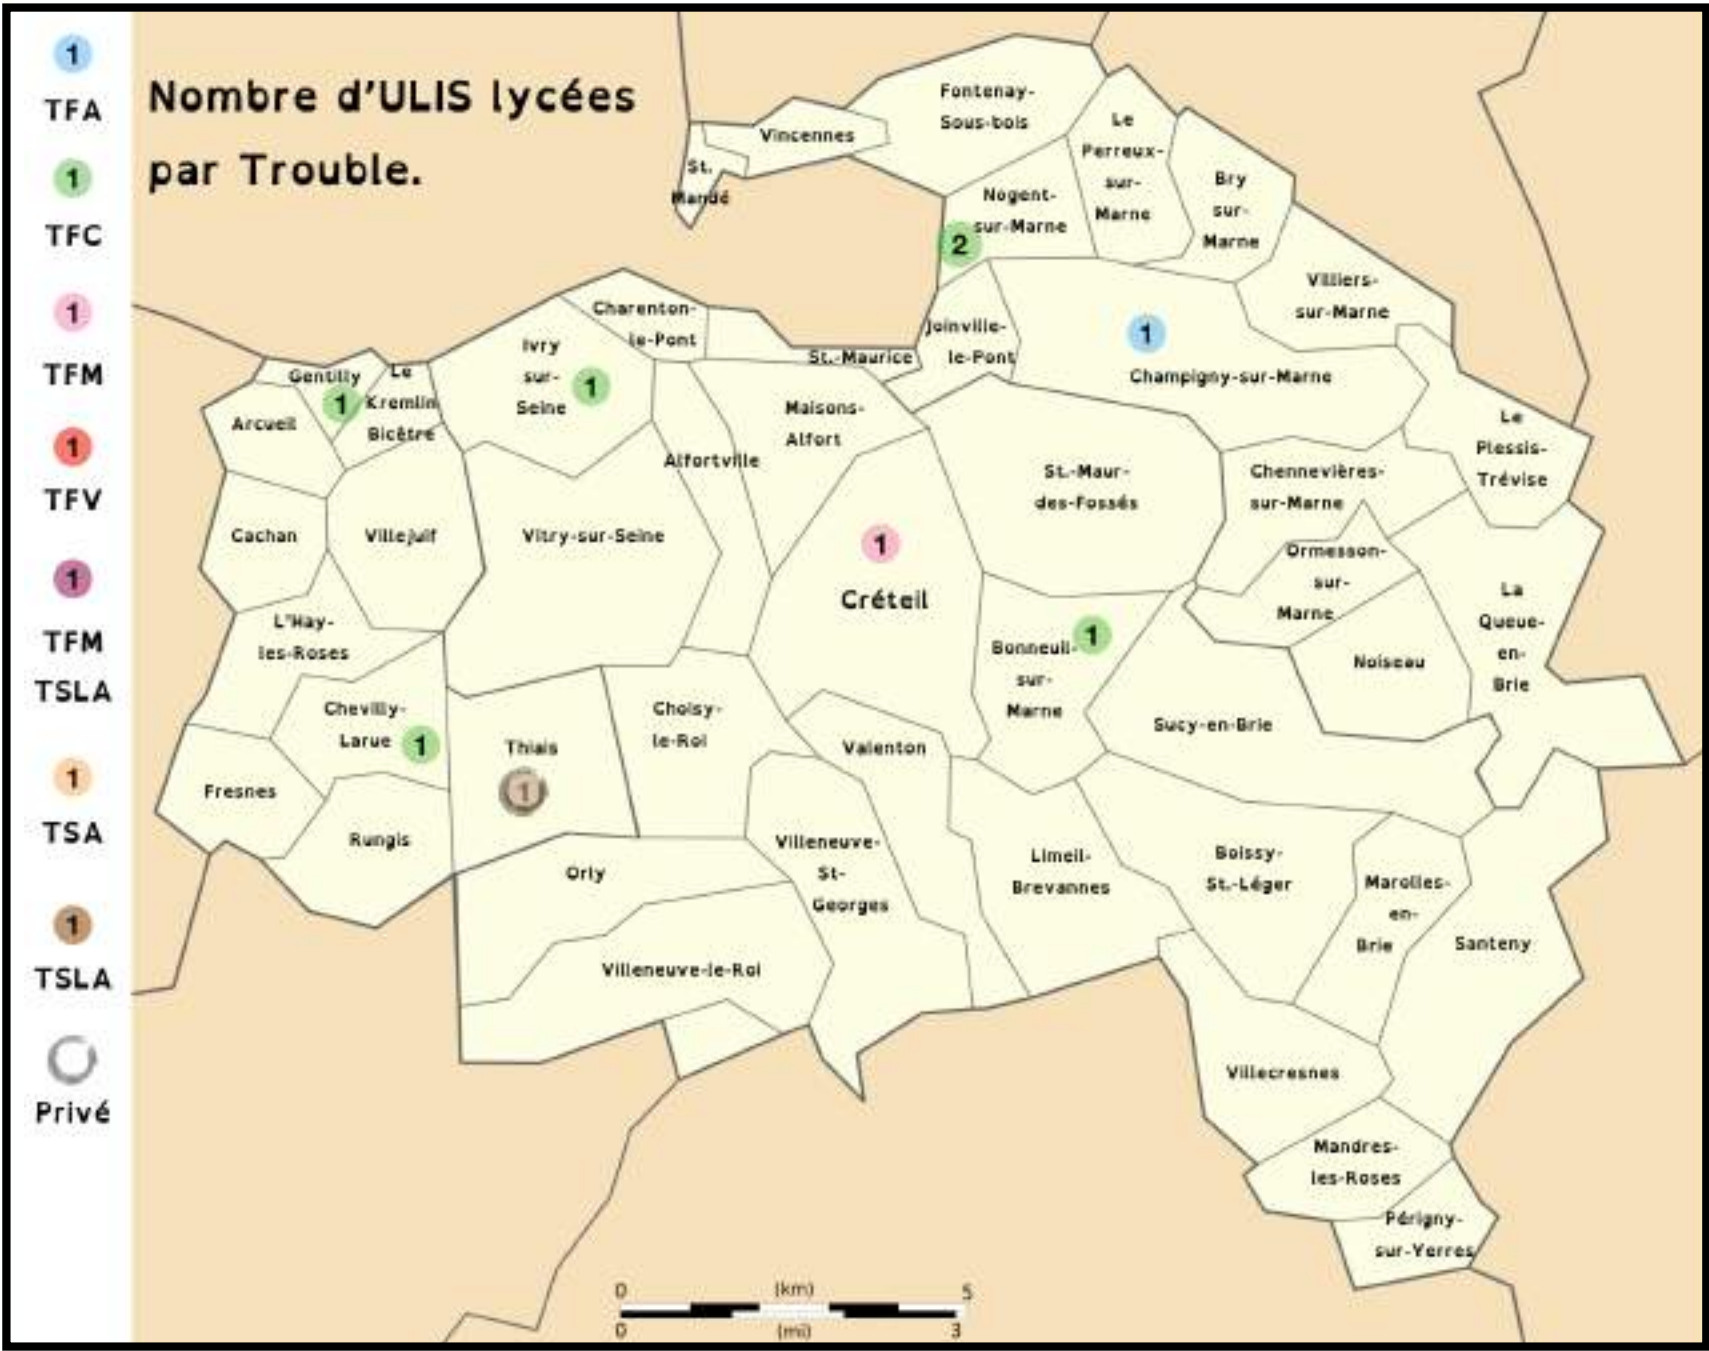 Nombre d'ULIS lycées
par Trouble.
1
TFA
1
TFC
1
TFM
1
TFV
1
TFM
TSLA
1
TSA
1
TSLA
Privé
Fontenay-
Sous-bois
Vincennes
St.
Mandé
Le
Perreux-
sur-
Marne
Nogent-
sur-Marne
2
Bry
sur-
Marne
Villiers-
sur-Marne
Charenton-
le-Pont
St.-Maurice
Joinville-
le-Pont
1
Champigny-sur-Marne
Ivry
sur-
Seine
1
Gentilly
1
Le
Kremlin
Bicêtre
Arcueil
Maisons-
Alfort
Alfortville
St.-Maur-
des-Fossés
Chennevières-
sur-Marne
Le
Plessis-
Trévise
Cachan
Villejuif
Vitry-sur-Seine
1
Créteil
Ormesson-
sur-
Marne
La
Queue-
en-
Brie
L'Hay-
les-Roses
Bonneuil-
sur-
Marne
1
Noiseau
Chevilly-
Larue
1
Thiais
1
Choisy-
le-Roi
Valenton
Sucy-en-Brie
Fresnes
Rungis
Orly
Villeneuve-
St-
Georges
Limeil-
Brevannes
Boissy-
St.-Léger
Marolles-
en-
Brie
Santeny
Villeneuve-le-Roi
Villecresnes
Mandres-
les-Roses
Périgny-
sur-Yerres
0 (km) 5
0 (mi) 3